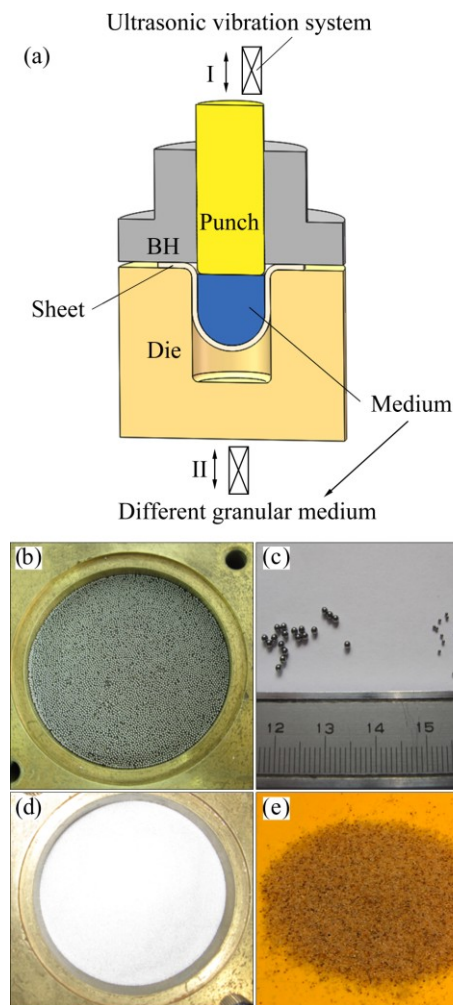 Ultrasonic vibration system
(a)
I
Punch
BH
Sheet
Die
Medium
II
Different granular medium
(b)
(c)
12 13 14 15
(d)
(e)